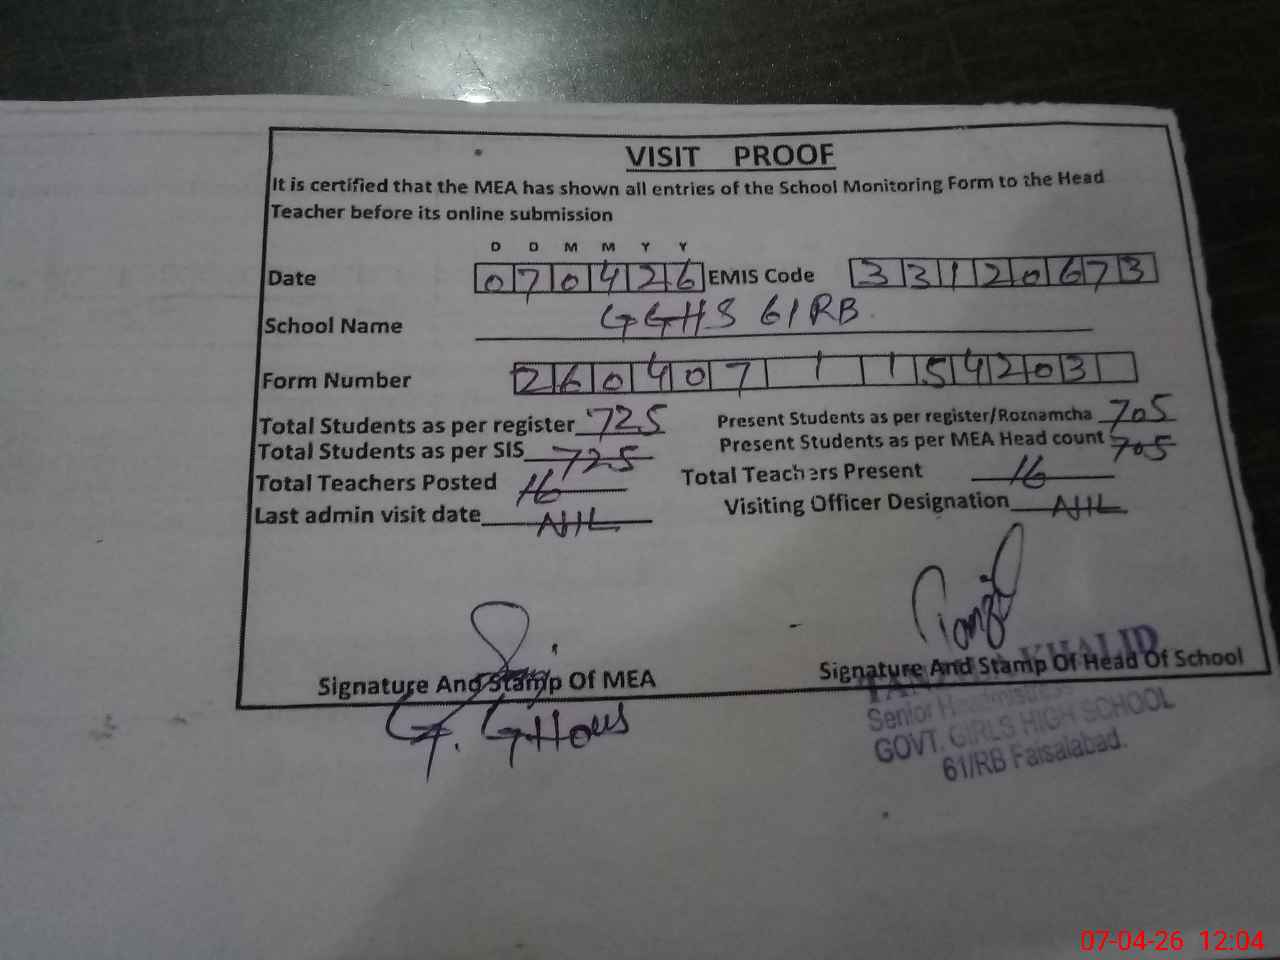 VISIT PROOF
It is certified that the MEA has shown all entries of the School Monitoring Form to the Head
Teacher before its online submission
D D M M Y Y
Date 070426 EMIS Code 33120673
School Name GGHS 61RB
Form Number 260407 1 154203
Total Students as per register 725 Present Students as per register/Roznamcha 705
Total Students as per SIS 725 Present Students as per MEA Head count 705
Total Teachers Posted 16 Total Teachers Present 16
Last admin visit date Visiting Officer Designation
Signature And Stamp Of MEA Signature And Stamp Of Head Of School
G. GHous
KHALID
Senior
GOVT. GIRLS HIGH SCHOOL
61/RB Faisalabad.
07-04-26 12:04